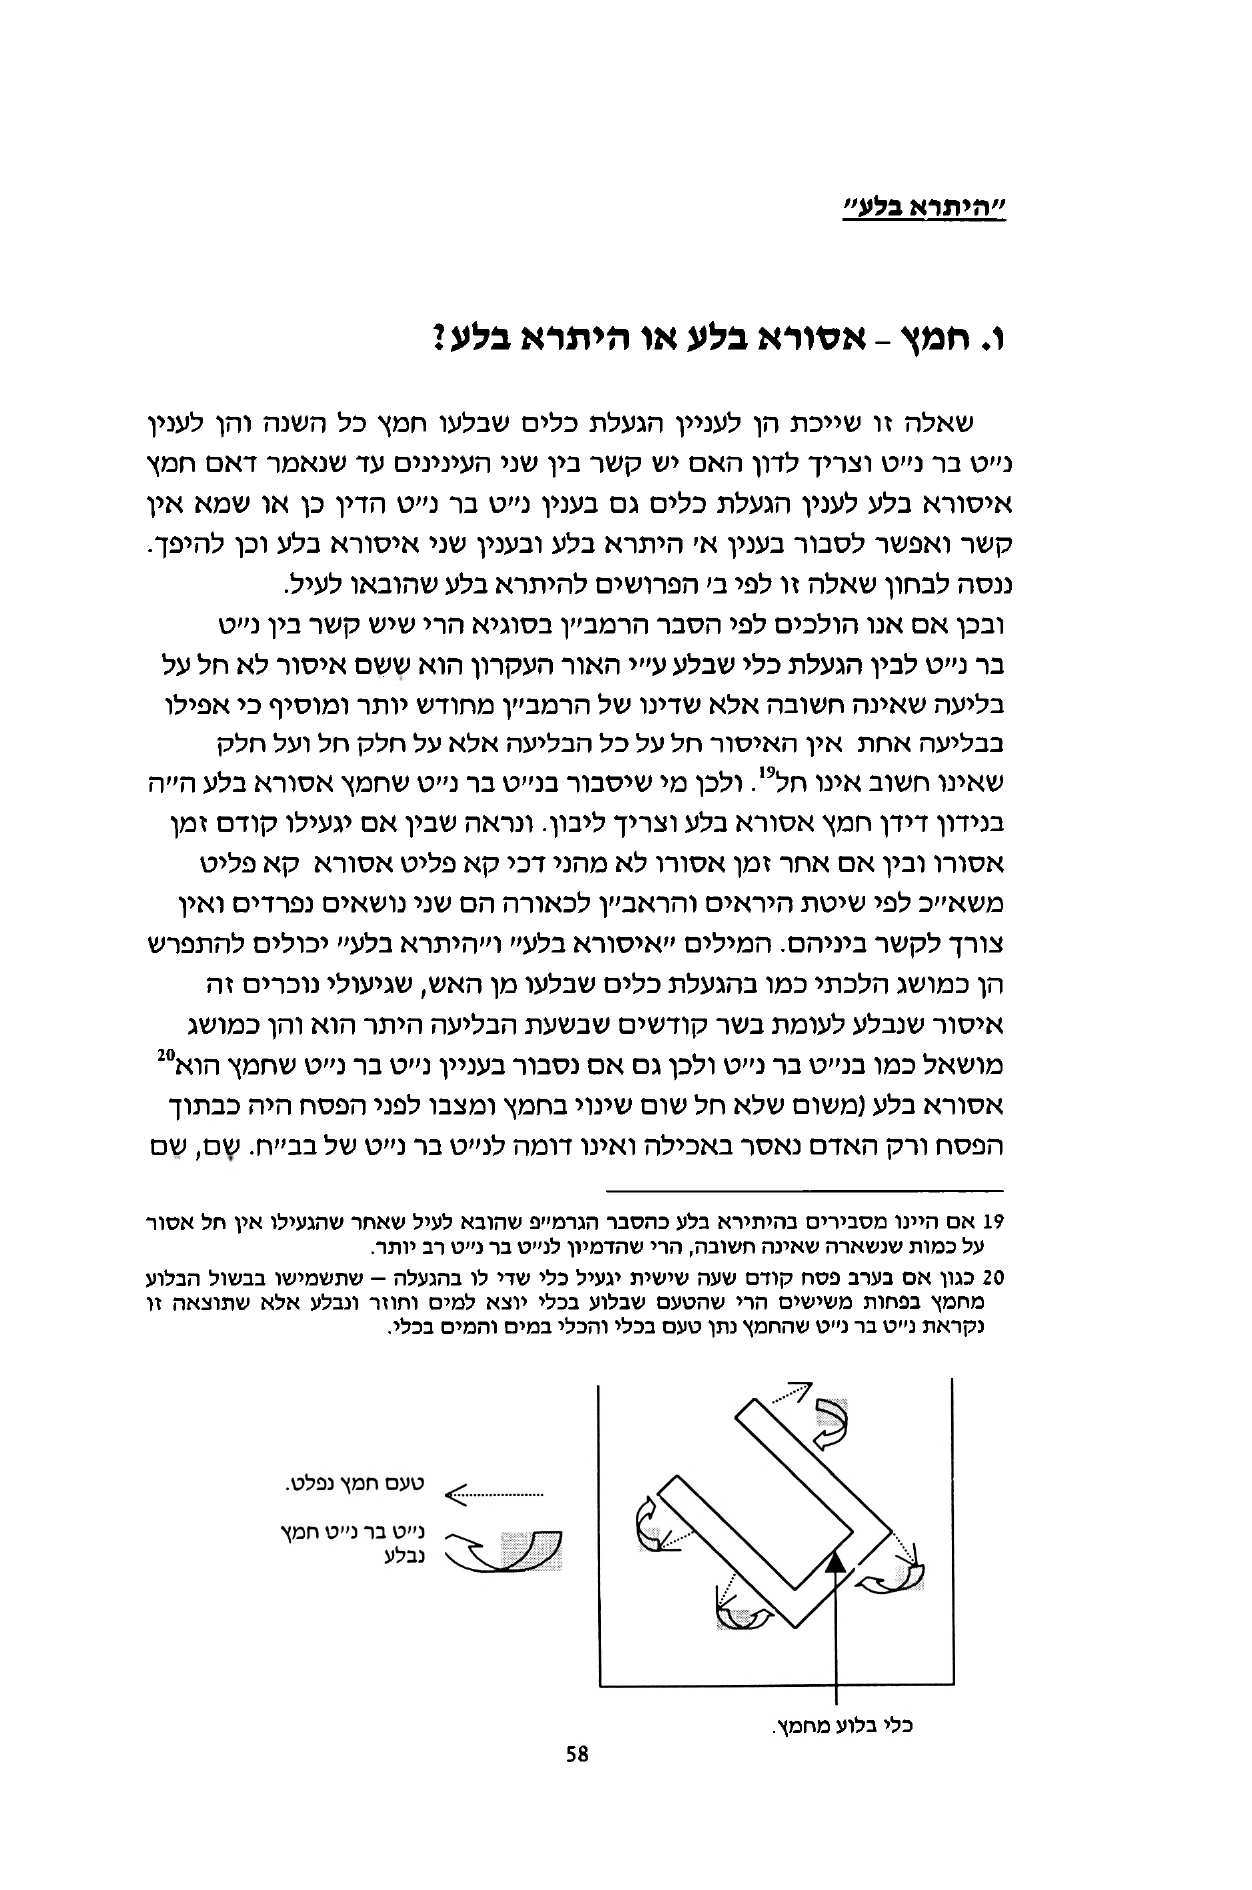 "היתרא בלע"
ו. חמץ – אסורא בלע או היתרא בלע?
שאלה זו שייכת הן לעניין הגעלת כלים שבלעו חמץ כל השנה והן לענין
נ"ט בר נ"ט וצריך לדון האם יש קשר בין שני העינינים עד שנאמר דאם חמץ
איסורא בלע לענין הגעלת כלים גם בענין נ"ט בר נ"ט הדין כן או שמא אין
קשר ואפשר לסבור בענין א' היתרא בלע ובענין שני איסורא בלע וכן להיפך.
ננסה לבחון שאלה זו לפי ב' הפרושים להיתרא בלע שהובאו לעיל.
ובכן אם אנו הולכים לפי הסבר הרמב"ן בסוגיא הרי שיש קשר בין נ"ט
בר נ"ט לבין הגעלת כלי שבלע ע"י האור העקרון הוא ששם איסור לא חל על
בליעה שאינה חשובה אלא שדינו של הרמב"ן מחודש יותר ומוסיף כי אפילו
בבליעה אחת אין האיסור חל על כל הבליעה אלא על חלק חל ועל חלק
שאינו חשוב אינו חל19. ולכן מי שיסבור בנ"ט בר נ"ט שחמץ אסורא בלע ה"ה
בנידון דידן חמץ אסורא בלע וצריך ליבון. ונראה שבין אם יגעילו קודם זמן
אסורו ובין אם אחר זמן אסורו לא מהני דכי קא פליט אסורא קא פליט
משא"כ לפי שיטת היראים והראב"ן לכאורה הם שני נושאים נפרדים ואין
צורך לקשר ביניהם. המילים "איסורא בלע" ו"היתרא בלע" יכולים להתפרש
הן כמושג הלכתי כמו בהגעלת כלים שבלעו מן האש, שגיעולי נוכרים זה
איסור שנבלע לעומת בשר קודשים שבשעת הבליעה היתר הוא והן כמושג
מושאל כמו בנ"ט בר נ"ט ולכן גם אם נסבור בעניין נ"ט בר נ"ט שחמץ הוא20
אסורא בלע (משום שלא חל שום שינוי בחמץ ומצבו לפני הפסח היה כבתוך
הפסח ורק האדם נאסר באכילה ואינו דומה לנ"ט בר נ"ט של בב"ח. שם, שם
19 אם היינו מסבירים בהיתירא בלע כהסבר הגרמ"פ שהובא לעיל שאחר שהגעילו אין חל אסור
על כמות שנשארה שאינה חשובה, הרי שהדמיון לנ"ט בר נ"ט רב יותר.
20 כגון אם בערב פסח קודם שעה שישית יגעיל כלי שדי לו בהגעלה – שתשמישו בבשול הבלוע
מחמץ בפחות משישים הרי שהטעם שבלוע בכלי יוצא למים וחוזר ונבלע אלא שתוצאה זו
נקראת נ"ט בר נ"ט שהחמץ נתן טעם בכלי והכלי במים והמים בכלי.
טעם חמץ נפלט.
נ"ט בר נ"ט חמץ
נבלע
כלי בלוע מחמץ.
58